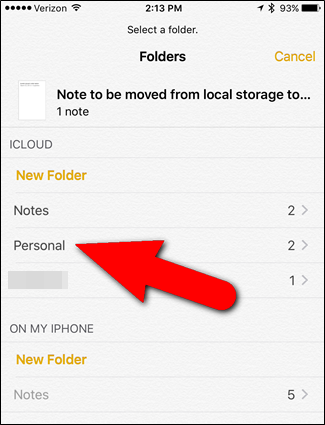 Verizon 2:13 PM 93%
Select a folder.
Folders Cancel
Note to be moved from local storage to...
1 note
ICLOUD
New Folder
Notes 2
Personal 2
1
ON MY IPHONE
New Folder
Notes 5